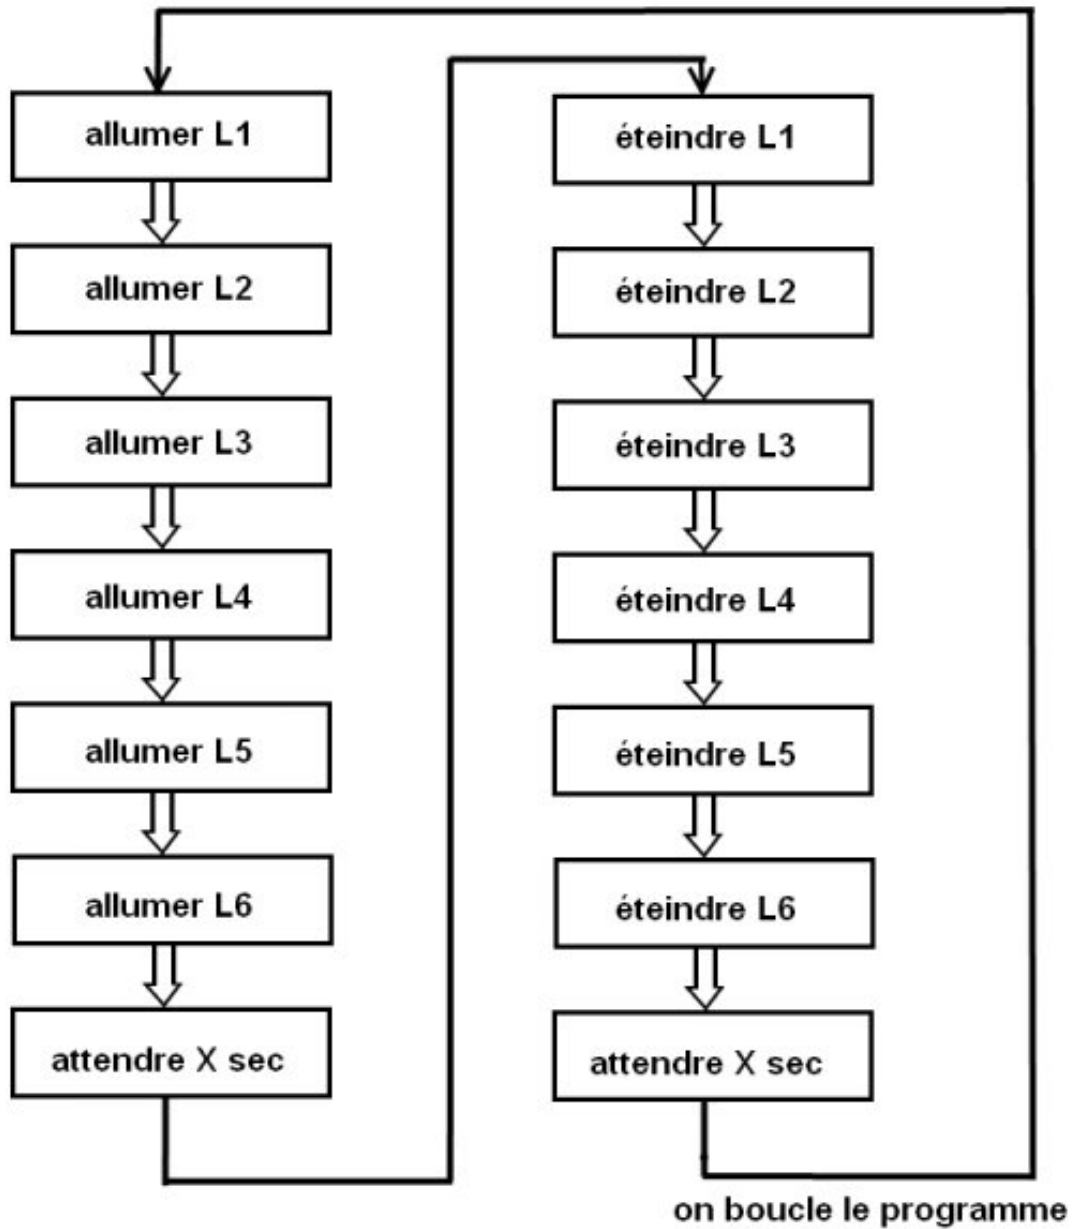 allumer L1
allumer L2
allumer L3
allumer L4
allumer L5
allumer L6
attendre X sec
éteindre L1
éteindre L2
éteindre L3
éteindre L4
éteindre L5
éteindre L6
attendre X sec
on boucle le programme